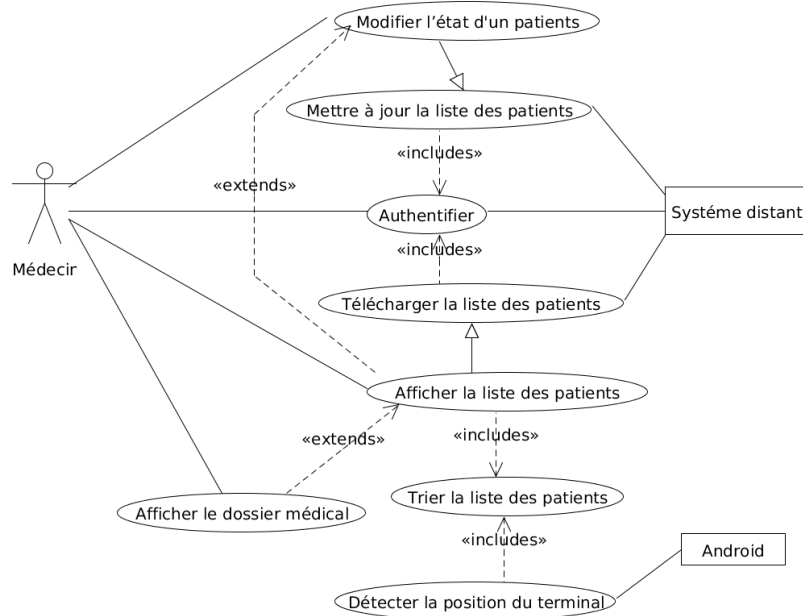 Modifier l'état d'un patients
Mettre à jour la liste des patients
«includes»
«extends»
Authentifier
Systéme distant
«includes»
Médecir
Télécharger la liste des patients
Afficher la liste des patients
«extends»
«includes»
Trier la liste des patients
Afficher le dossier médical
«includes»
Android
Détecter la position du terminal